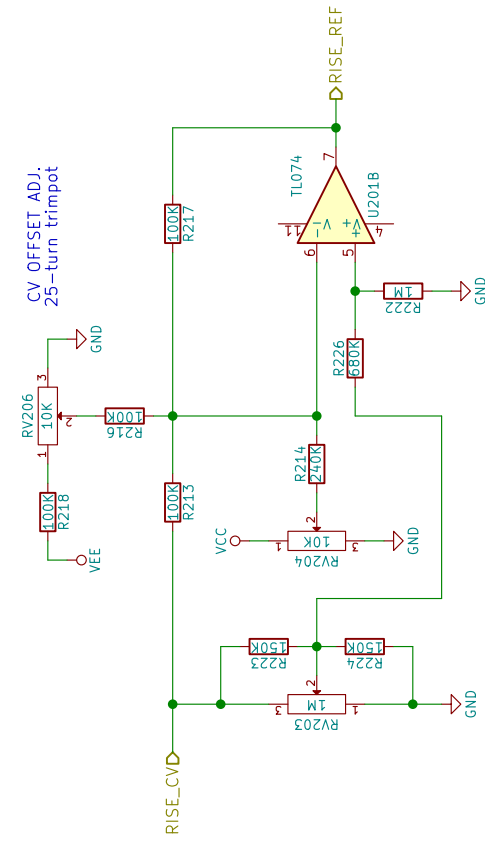 RISE_REF
CV OFFSET ADJ.
25-turn trimpot
TL074
U201B
7
V-
V+
-
+
11
4
6
5
100K
R217
GND
RV206
10K
3
2
1
100K
R216
100K
R218
VEE
1M
R222
GND
R226
680K
100K
R213
R214
240K
VCC
1
2
3
10K
RV204
GND
150K
R223
150K
R224
2
3
1
1M
RV203
GND
RISE_CV